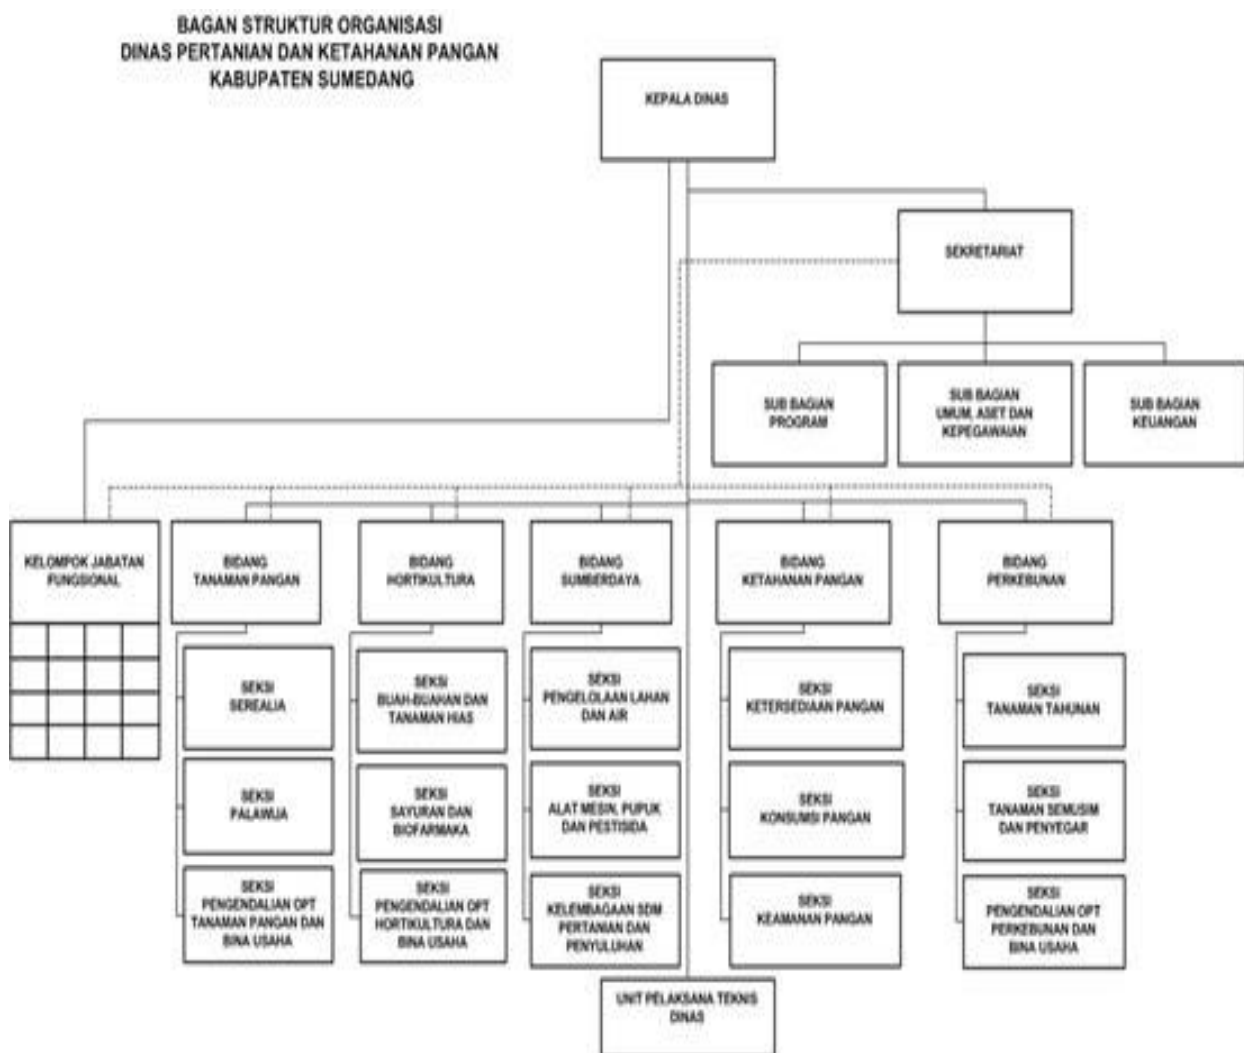 BAGAN STRUKTUR ORGANISASI
DINAS PERTANIAN DAN KETAHANAN PANGAN
KABUPATEN SUMEDANG
KEPALA DINAS
SEKRETARIAT
SUB BAGIAN
PROGRAM
SUB BAGIAN
UMUM, ASET DAN
KEPEGAWAIAN
SUB BAGIAN
KEUANGAN
KELOMPOK JABATAN
FUNGSIONAL
BIDANG
TANAMAN PANGAN
BIDANG
HORTIKULTURA
BIDANG
SUMBERDAYA
BIDANG
KETAHANAN PANGAN
BIDANG
PERKEBUNAN
SEKSI
SEREALIA
SEKSI
BUAH-BUAHAN DAN
TANAMAN HIAS
SEKSI
PENGELOLAAN LAHAN
DAN AIR
SEKSI
KETERSEDIAAN PANGAN
SEKSI
TANAMAN TAHUNAN
SEKSI
PALAWIJA
SEKSI
SAYURAN DAN
BIOFARMAKA
SEKSI
ALAT MESIN, PUPUK
DAN PESTISIDA
SEKSI
KONSUMSI PANGAN
SEKSI
TANAMAN SEMUSIM
DAN PENYEGAR
SEKSI
PENGENDALIAN OPT
TANAMAN PANGAN DAN
BINA USAHA
SEKSI
PENGENDALIAN OPT
HORTIKULTURA DAN
BINA USAHA
SEKSI
KELEMBAGAAN SDM
PERTANIAN DAN
PENYULUHAN
SEKSI
KEAMANAN PANGAN
SEKSI
PENGENDALIAN OPT
PERKEBUNAN DAN
BINA USAHA
UNIT PELAKSANA TEKNIS
DINAS